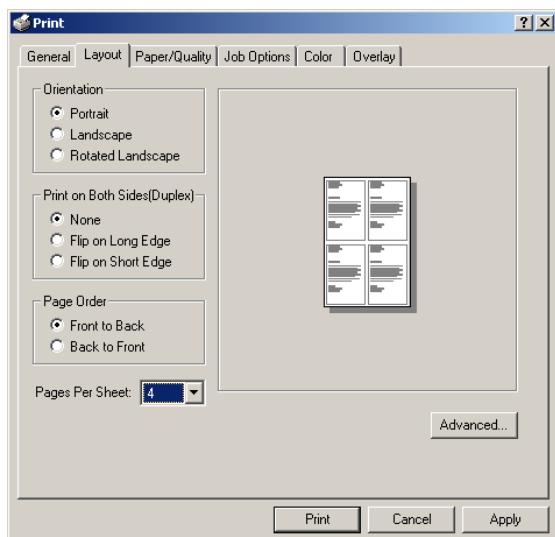 Print
General Layout Paper/Quality Job Options Color Overlay
Orientation
Portrait
Landscape
Rotated Landscape
Print on Both Sides(Duplex)
None
Flip on Long Edge
Flip on Short Edge
Page Order
Front to Back
Back to Front
Pages Per Sheet: 4
Advanced...
Print Cancel Apply